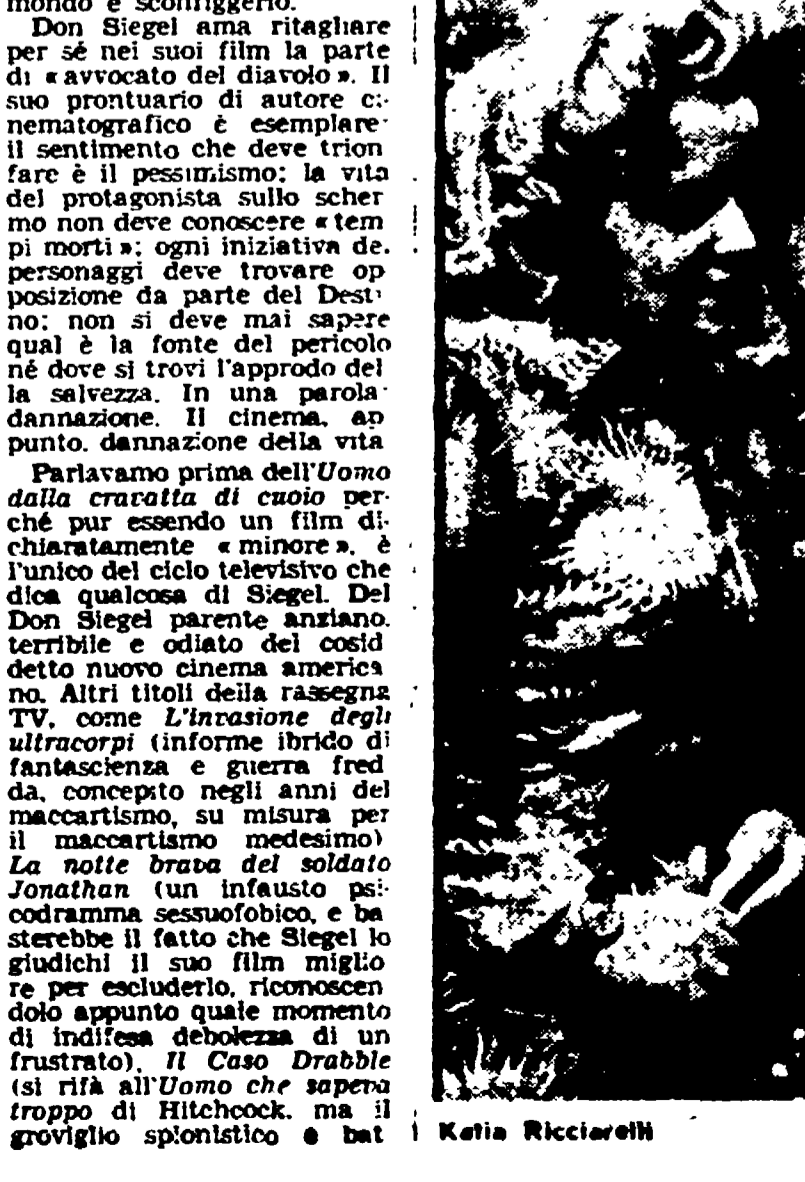 mondo e sconfiggerlo.
Don Siegel ama ritagliare
per sé nei suoi film la parte
di « avvocato del diavolo ». Il
suo prontuario di autore ci-
nematografico è esemplare
il sentimento che deve trion
fare è il pessimismo; la vita
del protagonista sullo scher
mo non deve conoscere « tem
pi morti »; ogni iniziativa de.
personaggi deve trovare op
posizione da parte del Desti
no; non si deve mai sapere
qual è la fonte del pericolo
né dove si trovi l'approdo del
la salvezza. In una parola
dannazione. Il cinema, ap
punto, dannazione della vita
Parlavamo prima dell'Uomo
dalla cravatta di cuoio per-
ché pur essendo un film di-
chiaratamente « minore », è
l'unico del ciclo televisivo che
dica qualcosa di Siegel. Del
Don Siegel parente anziano,
terribile e odiato del cosid
detto nuovo cinema america
no. Altri titoli della rassegna
TV, come L'invasione degli
ultracorpi (informe ibrido di
fantascienza e guerra fred
da, concepito negli anni del
maccartismo, su misura per
il maccartismo medesimo)
La notte brava del soldato
Jonathan (un infausto psi-
codramma sessuofobico, e ba
sterebbe il fatto che Siegel lo
giudichi il suo film miglio
re per escluderlo, riconoscen
dolo appunto quale momento
di indifesa debolezza di un
frustrato), Il Caso Drabble
(si rifà all'Uomo che sapeva
troppo di Hitchcock, ma il
groviglio spionistico e bat
Katia Ricciarelli